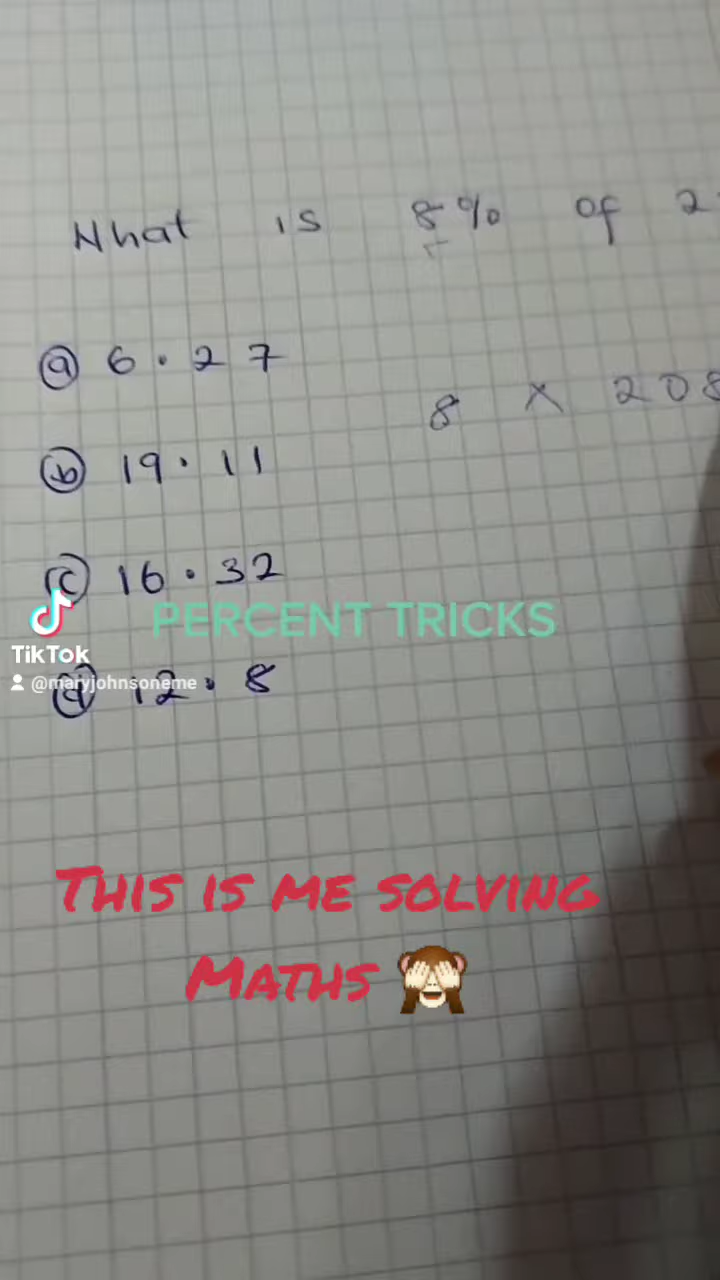 What is 8% of 2
ⓐ 6.27
8 × 208
ⓑ 19.11
ⓒ 16.32
PERCENT TRICKS
TikTok
@maryjohnsoneme
ⓓ 12.8
THIS IS ME SOLVING
MATHS 🙈